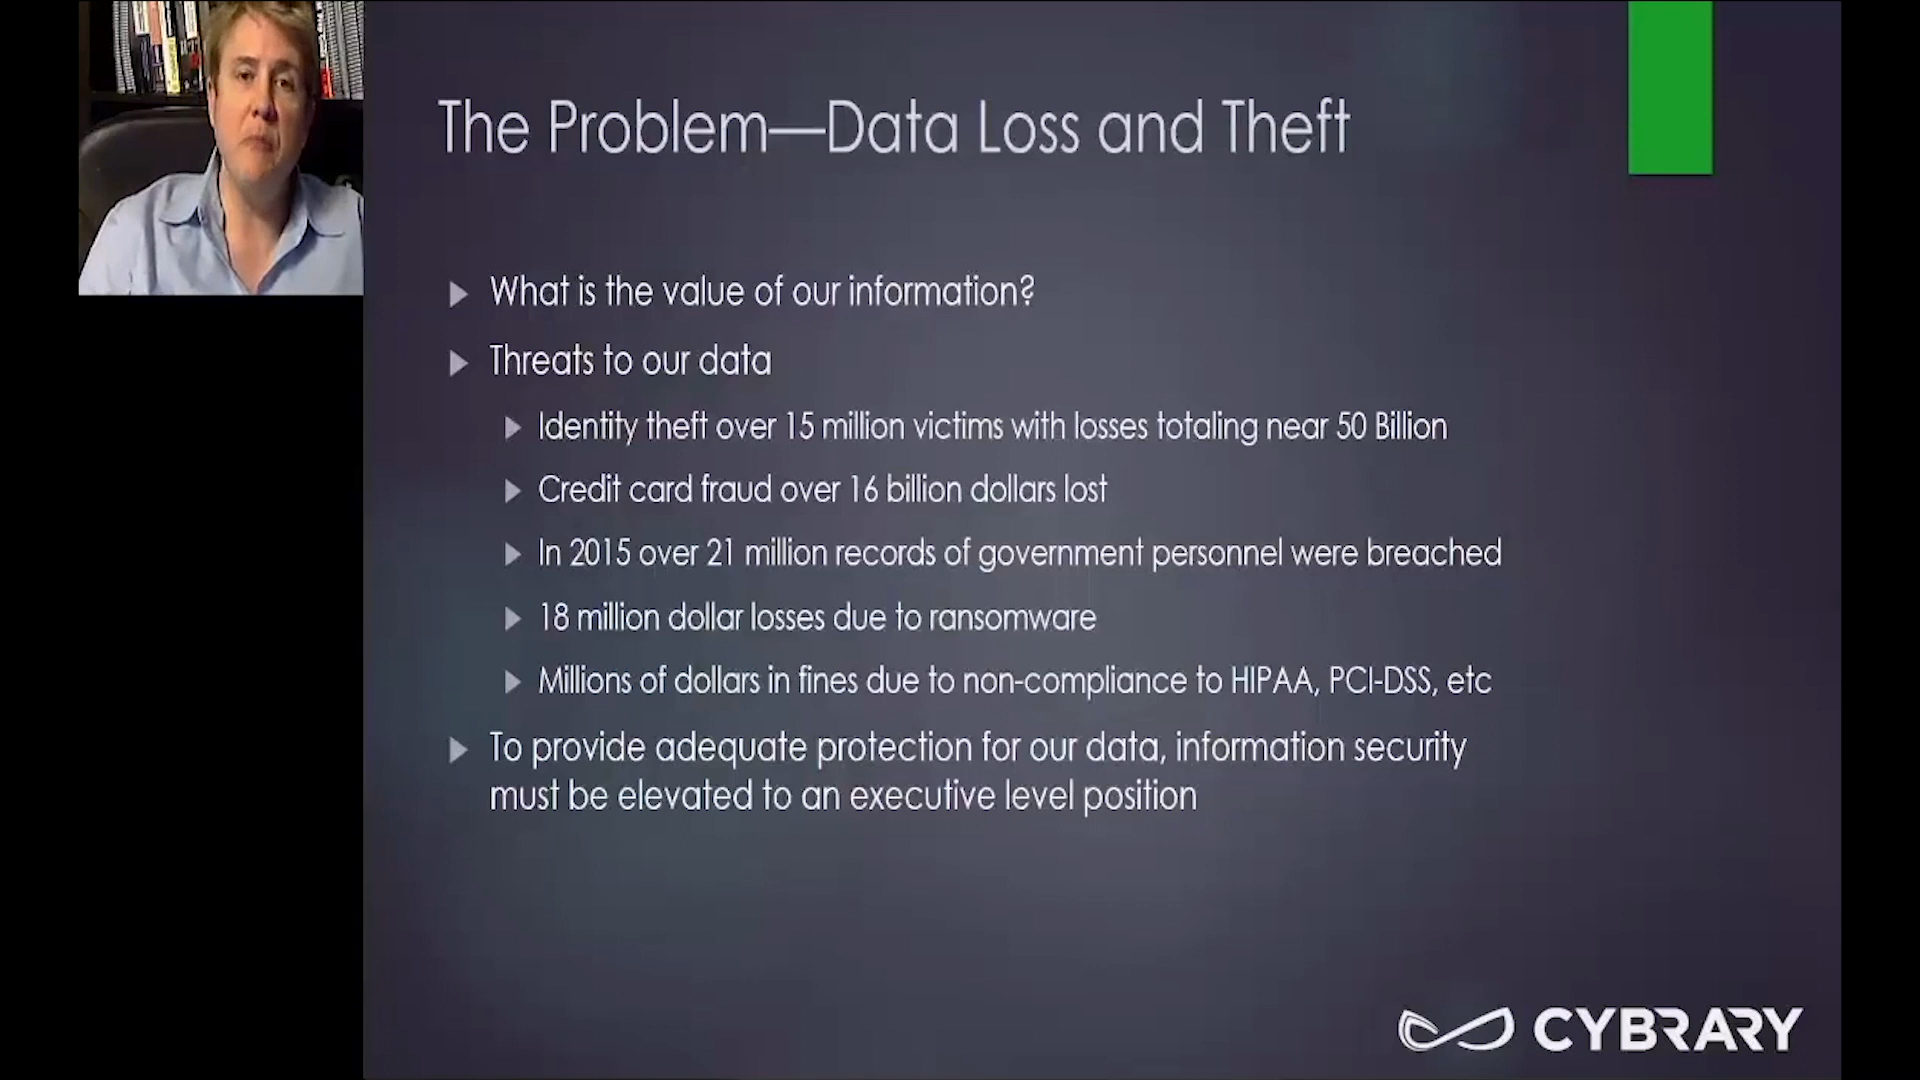 The Problem—Data Loss and Theft
What is the value of our information?
Threats to our data
Identity theft over 15 million victims with losses totaling near 50 Billion
Credit card fraud over 16 billion dollars lost
In 2015 over 21 million records of government personnel were breached
18 million dollar losses due to ransomware
Millions of dollars in fines due to non-compliance to HIPAA, PCI-DSS, etc
To provide adequate protection for our data, information security
must be elevated to an executive level position
CYBRARY